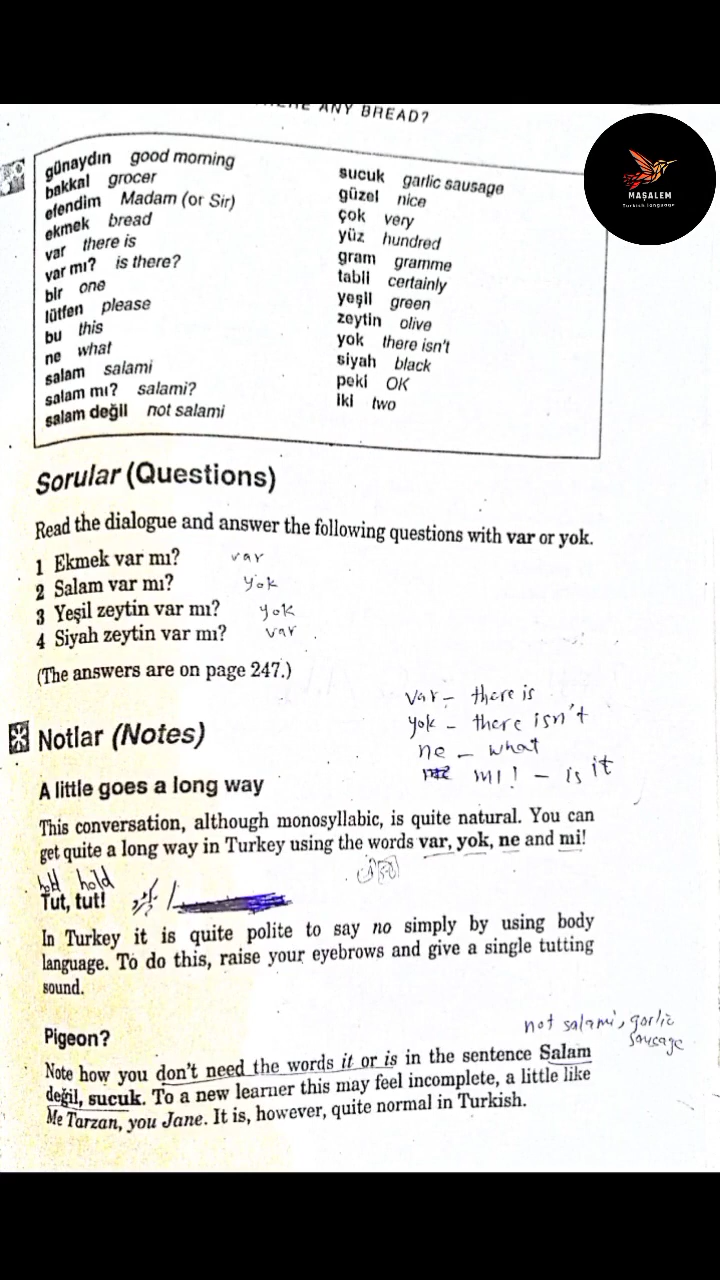 THERE ANY BREAD?
MAŞALEM
Turkish language
günaydın good morning
bakkal grocer
efendim Madam (or Sir)
ekmek bread
var there is
var mı? is there?
bir one
lütfen please
bu this
ne what
salam salami
salam mı? salami?
salam değil not salami
sucuk garlic sausage
güzel nice
çok very
yüz hundred
gram gramme
tabii certainly
yeşil green
zeytin olive
yok there isn't
siyah black
peki OK
iki two
Sorular (Questions)
Read the dialogue and answer the following questions with var or yok.
1 Ekmek var mı? var
2 Salam var mı? yok
3 Yeşil zeytin var mı? yok
4 Siyah zeytin var mı? var
(The answers are on page 247.)
var – there is
yok – there isn't
ne – what
mı! – is it
Notlar (Notes)
A little goes a long way
This conversation, although monosyllabic, is quite natural. You can
get quite a long way in Turkey using the words var, yok, ne and mi!
hold
Tut, tut!
In Turkey it is quite polite to say no simply by using body
language. To do this, raise your eyebrows and give a single tutting
sound.
not salami, garlic
sausage
Pigeon?
Note how you don't need the words it or is in the sentence Salam
değil, sucuk. To a new learner this may feel incomplete, a little like
Me Tarzan, you Jane. It is, however, quite normal in Turkish.